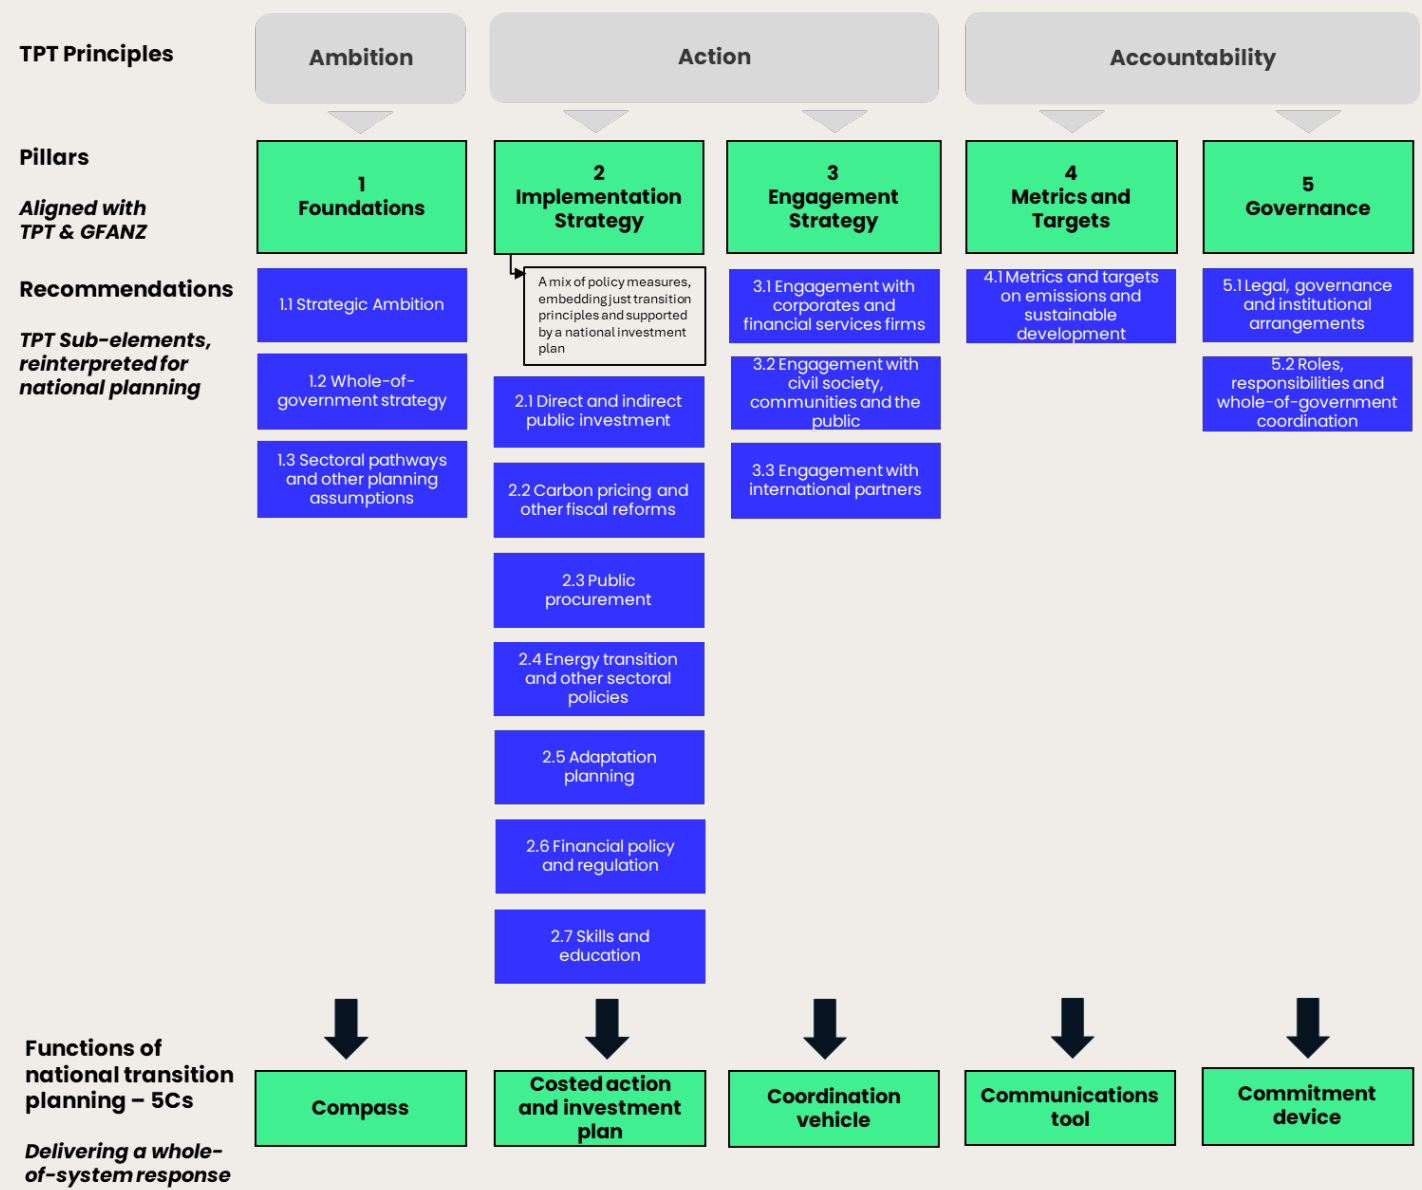 TPT Principles
Ambition
Action
Accountability
Pillars
Aligned with
TPT & GFANZ
1
Foundations
2
Implementation
Strategy
3
Engagement
Strategy
4
Metrics and
Targets
5
Governance
Recommendations
TPT Sub-elements,
reinterpreted for
national planning
1.1 Strategic Ambition
1.2 Whole-of-
government strategy
1.3 Sectoral pathways
and other planning
assumptions
A mix of policy measures,
embedding just transition
principles and supported
by a national investment
plan
2.1 Direct and indirect
public investment
2.2 Carbon pricing and
other fiscal reforms
2.3 Public
procurement
2.4 Energy transition
and other sectoral
policies
2.5 Adaptation
planning
2.6 Financial policy
and regulation
2.7 Skills and
education
3.1 Engagement with
corporates and
financial services firms
3.2 Engagement with
civil society,
communities and the
public
3.3 Engagement with
international partners
4.1 Metrics and targets
on emissions and
sustainable
development
5.1 Legal, governance
and institutional
arrangements
5.2 Roles,
responsibilities and
whole-of-government
coordination
Functions of
national transition
planning – 5Cs
Delivering a whole-
of-system response
Compass
Costed action
and investment
plan
Coordination
vehicle
Communications
tool
Commitment
device